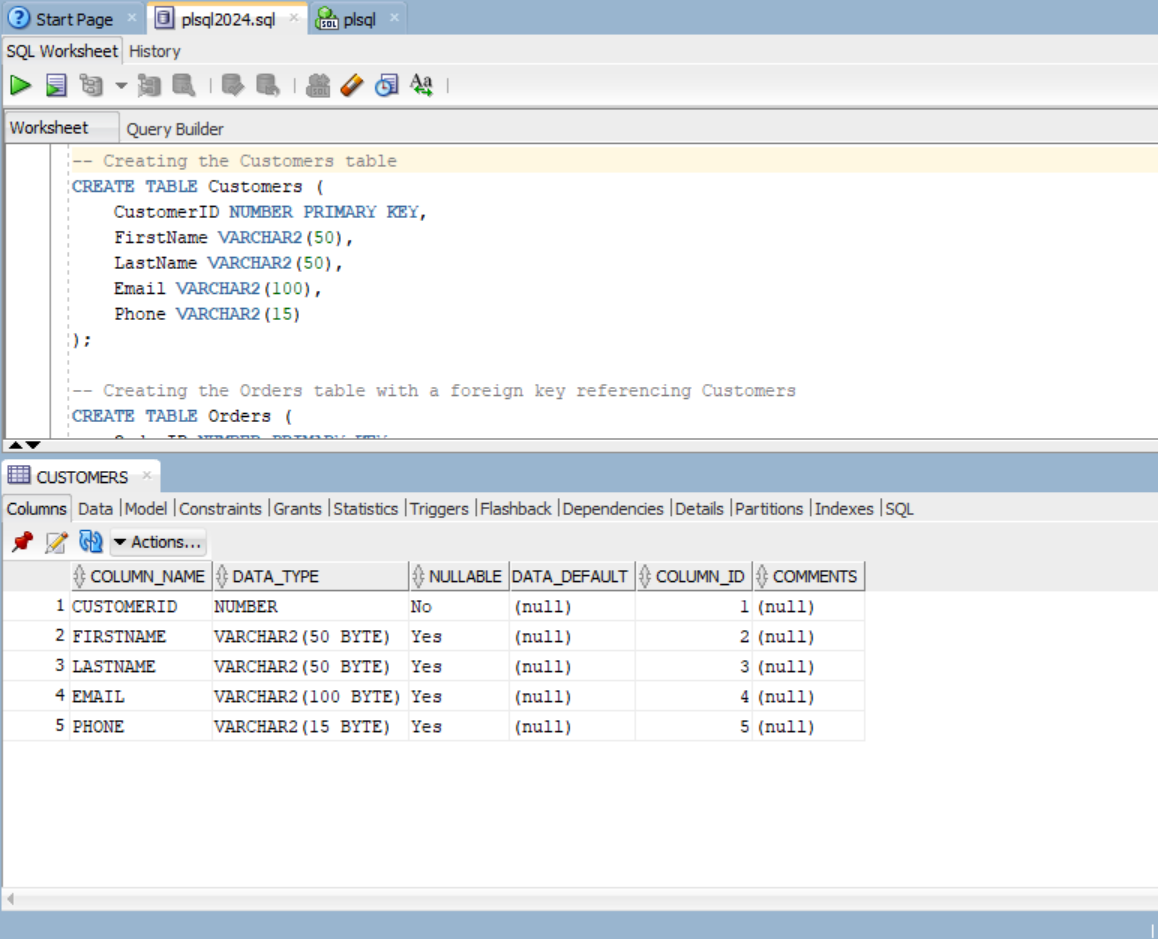 Start Page plsql2024.sql plsql
SQL Worksheet History
Worksheet Query Builder
-- Creating the Customers table
CREATE TABLE Customers (
CustomerID NUMBER PRIMARY KEY,
FirstName VARCHAR2(50),
LastName VARCHAR2(50),
Email VARCHAR2(100),
Phone VARCHAR2(15)
);
-- Creating the Orders table with a foreign key referencing Customers
CREATE TABLE Orders (
CUSTOMERS
Columns Data |Model |Constraints |Grants |Statistics |Triggers |Flashback |Dependencies |Details |Partitions |Indexes |SQL
Actions...
COLUMN_NAME DATA_TYPE NULLABLE DATA_DEFAULT COLUMN_ID COMMENTS
1 CUSTOMERID NUMBER No (null) 1 (null)
2 FIRSTNAME VARCHAR2(50 BYTE) Yes (null) 2 (null)
3 LASTNAME VARCHAR2(50 BYTE) Yes (null) 3 (null)
4 EMAIL VARCHAR2(100 BYTE) Yes (null) 4 (null)
5 PHONE VARCHAR2(15 BYTE) Yes (null) 5 (null)